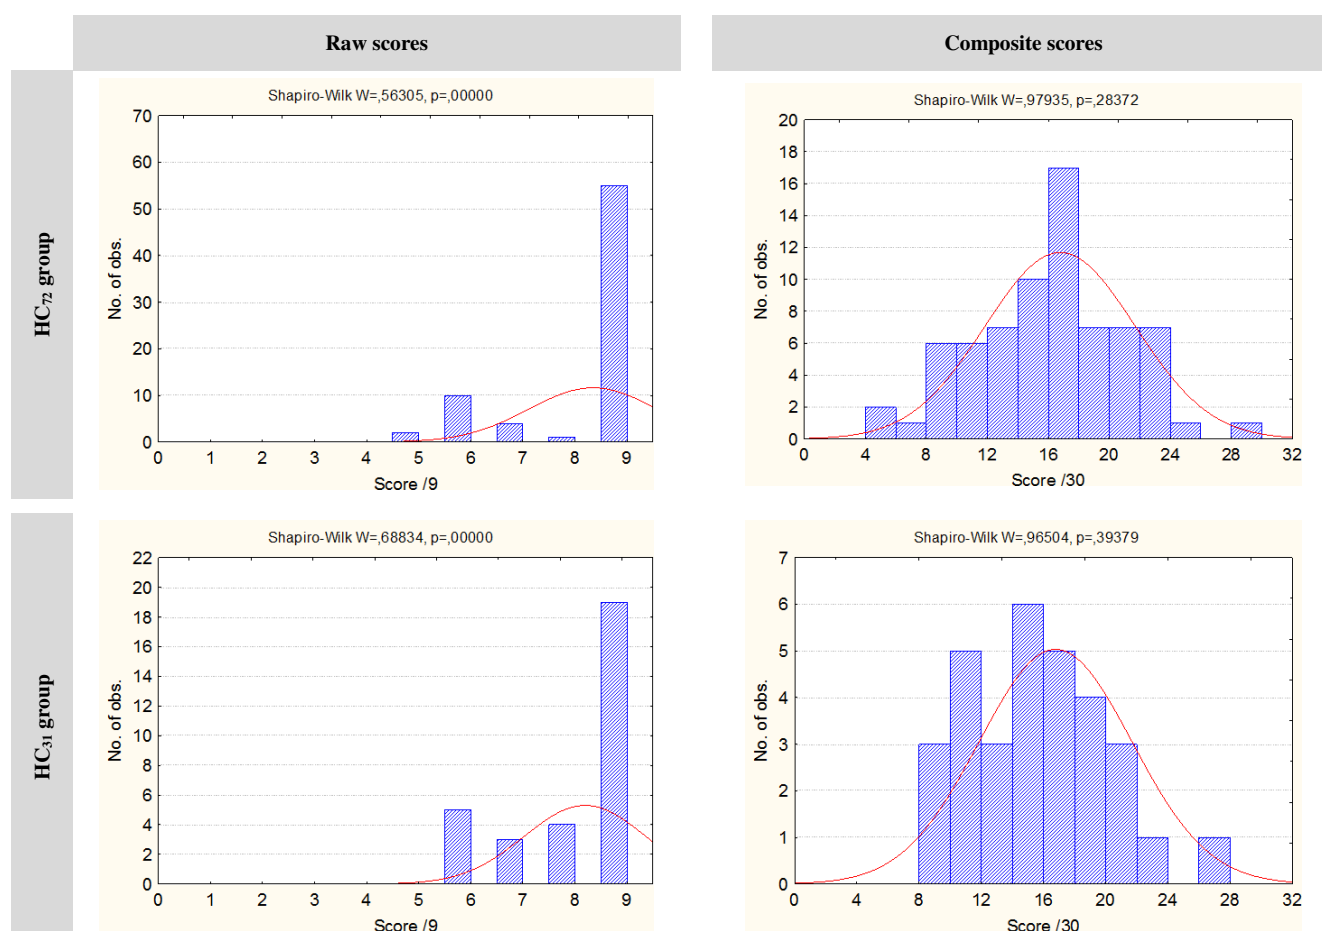 Raw scores
Composite scores
HC72 group
Shapiro-Wilk W=,56305, p=,00000
No. of obs.
70
60
50
40
30
20
10
0
0 1 2 3 4 5 6 7 8 9
Score /9
Shapiro-Wilk W=,97935, p=,28372
No. of obs.
20
18
16
14
12
10
8
6
4
2
0
0 4 8 12 16 20 24 28 32
Score /30
HC31 group
Shapiro-Wilk W=,68834, p=,00000
No. of obs.
22
20
18
16
14
12
10
8
6
4
2
0
0 1 2 3 4 5 6 7 8 9
Score /9
Shapiro-Wilk W=,96504, p=,39379
No. of obs.
7
6
5
4
3
2
1
0
0 4 8 12 16 20 24 28 32
Score /30